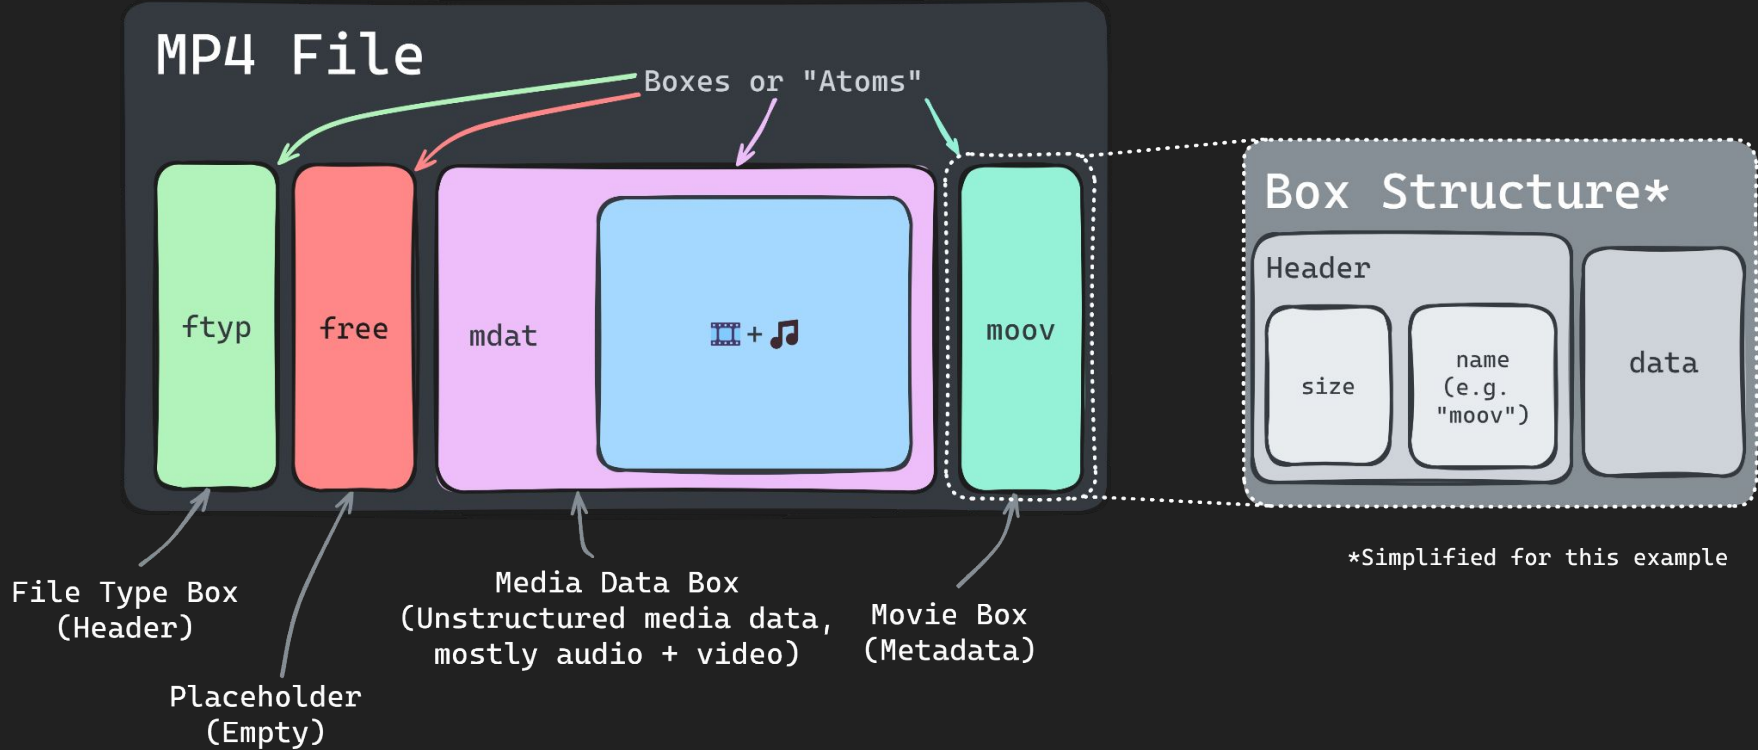 MP4 File
Boxes or "Atoms"
ftyp
free
mdat
+
moov
File Type Box
(Header)
Placeholder
(Empty)
Media Data Box
(Unstructured media data,
mostly audio + video)
Movie Box
(Metadata)
Box Structure*
Header
size
name
(e.g.
"moov")
data
*Simplified for this example